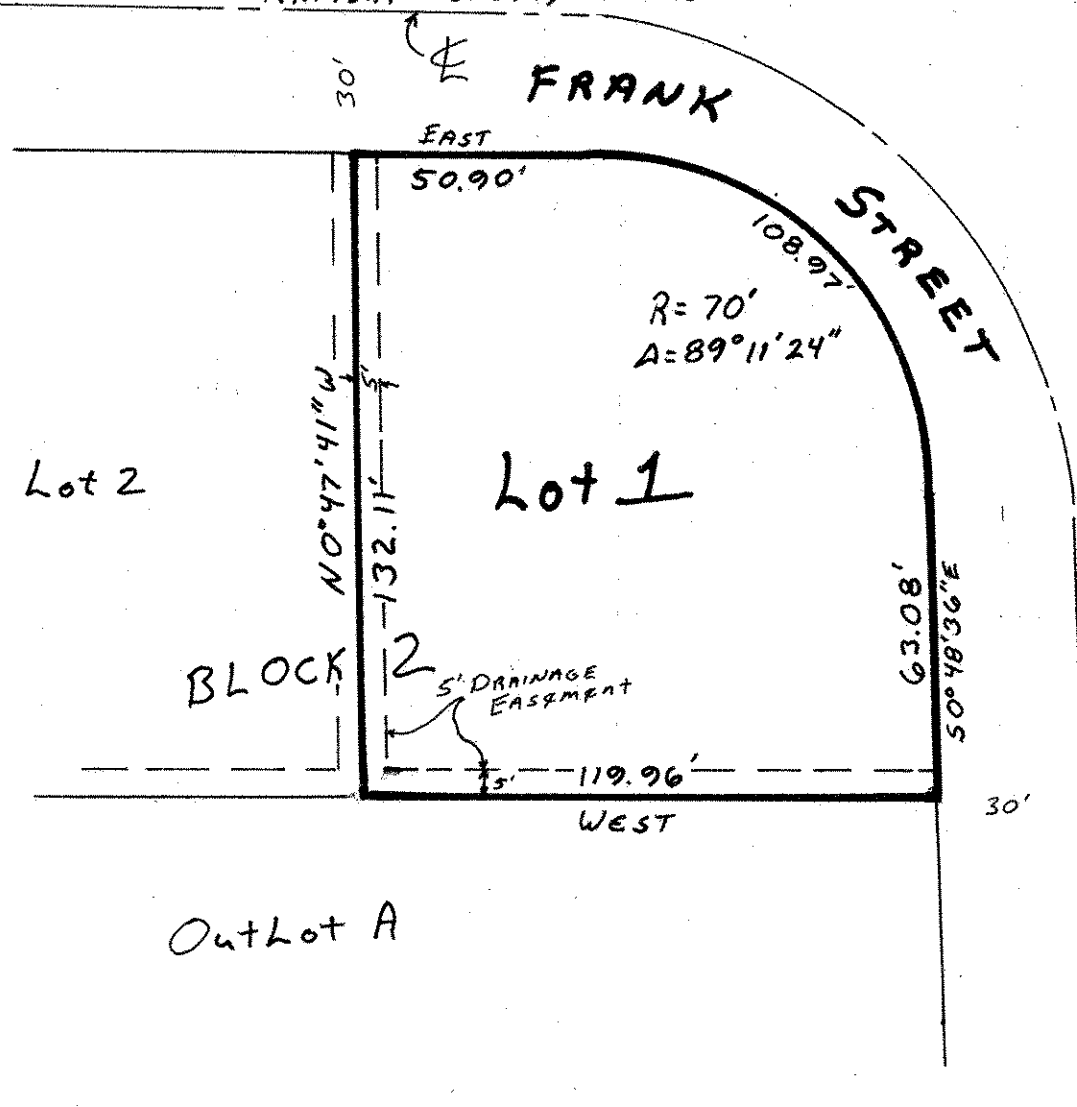 30'
℄
FRANK STREET
EAST
50.90'
108.97'
R= 70'
Δ=89°11'24"
N 0°47'41" W
5'
132.11'
Lot 2
Lot 1
63.08'
S0°48'36"E
BLOCK 2
5' DRAINAGE
EASEMENT
5'
119.96'
WEST
30'
OutLot A